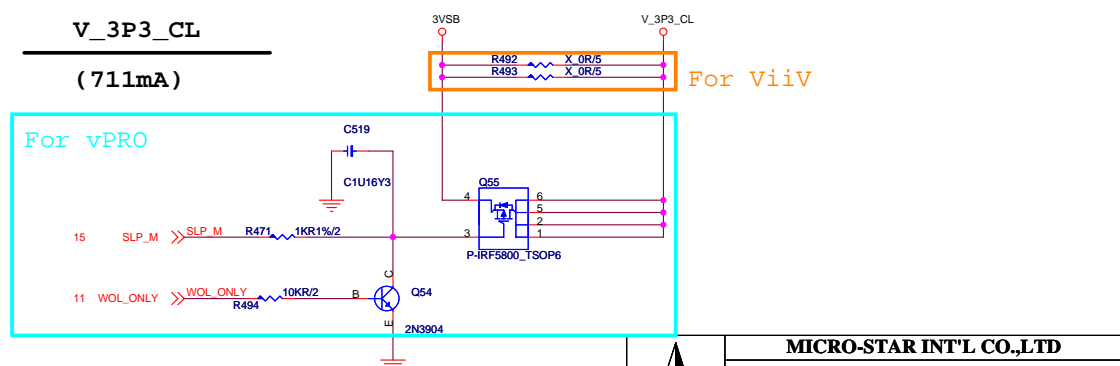 V_3P3_CL
(711mA)
3VSB
V_3P3_CL
R492 X_0R/5
R493 X_0R/5
For ViiV
For vPRO
C519
C1U16Y3
Q55
4 6
5
2
3 1
P-IRF5800_TSOP6
15 SLP_M SLP_M R471 1KR1%/2
11 WOL_ONLY WOL_ONLY R494 10KR/2 B C Q54
E 2N3904
MICRO-STAR INT'L CO.,LTD